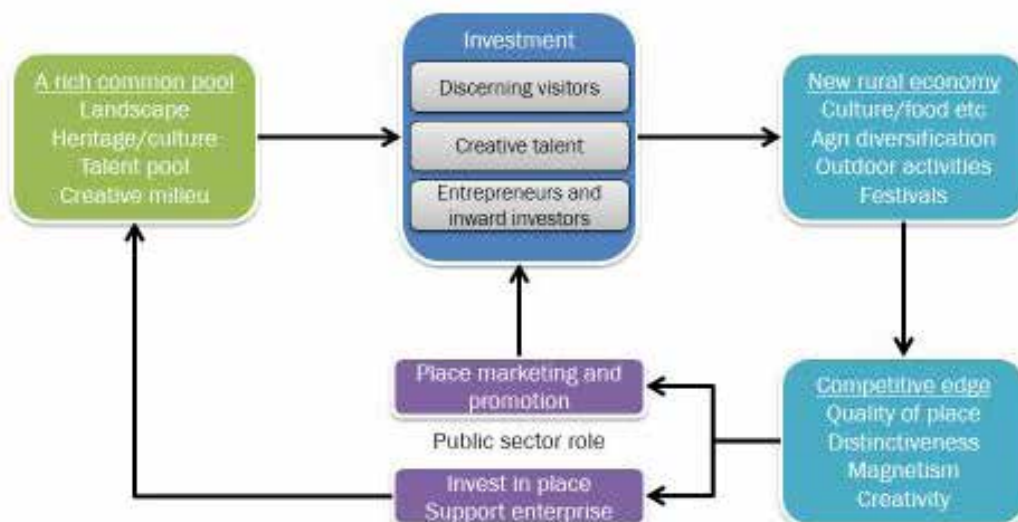 Investment
Discerning visitors
Creative talent
Entrepreneurs and
inward investors
A rich common pool
Landscape
Heritage/culture
Talent pool
Creative milieu
New rural economy
Culture/food etc
Agri diversification
Outdoor activities
Festivals
Place marketing and
promotion
Public sector role
Invest in place
Support enterprise
Competitive edge
Quality of place
Distinctiveness
Magnetism
Creativity